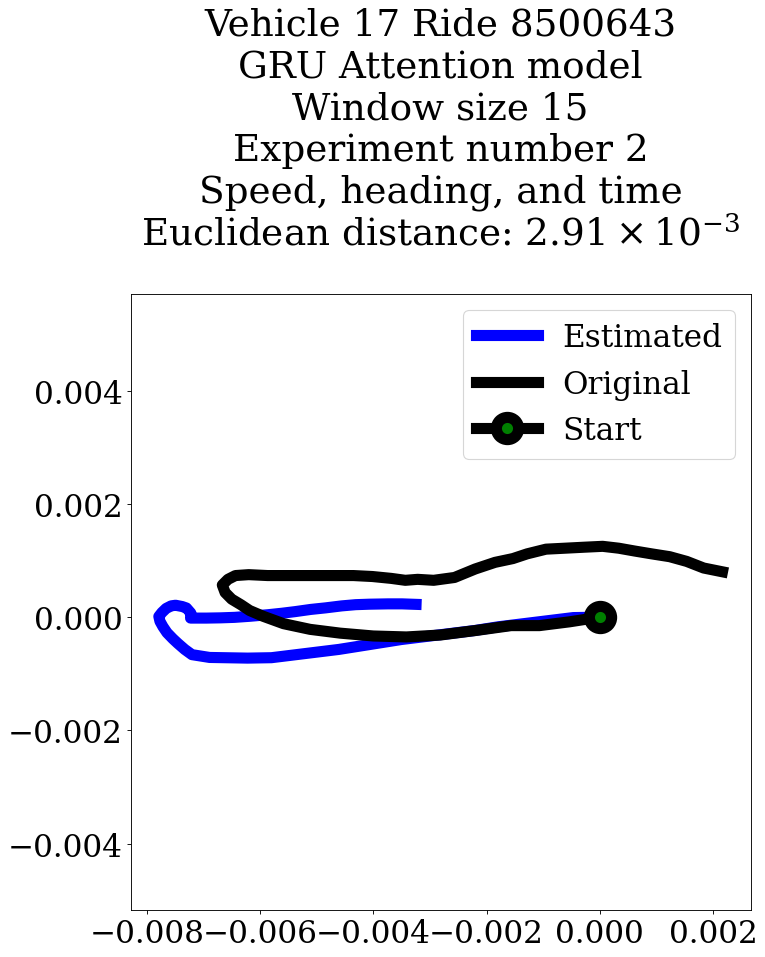 Vehicle 17 Ride 8500643
GRU Attention model
Window size 15
Experiment number 2
Speed, heading, and time
Euclidean distance: 2.91 × 10⁻³
Estimated
Original
Start
0.004
0.002
0.000
−0.002
−0.004
−0.008 −0.006 −0.004 −0.002 0.000 0.002